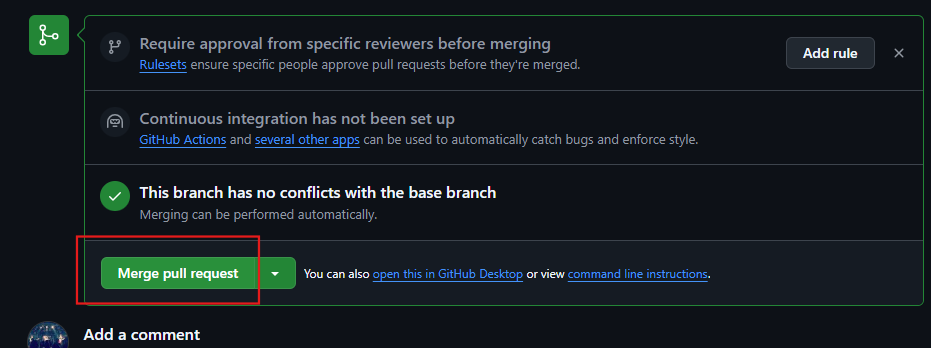 Require approval from specific reviewers before merging
Rulesets ensure specific people approve pull requests before they're merged.
Add rule
Continuous integration has not been set up
GitHub Actions and several other apps can be used to automatically catch bugs and enforce style.
This branch has no conflicts with the base branch
Merging can be performed automatically.
Merge pull request
You can also open this in GitHub Desktop or view command line instructions.
Add a comment